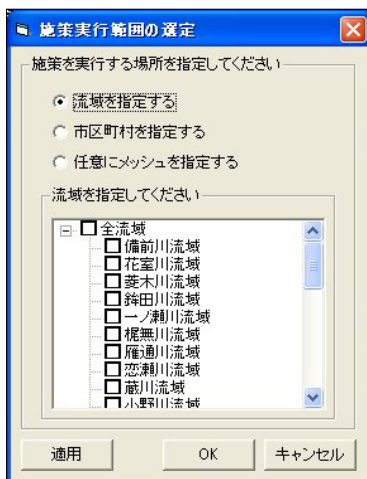 施策実行範囲の選定
施策を実行する場所を指定してください
流域を指定する
市区町村を指定する
任意にメッシュを指定する
流域を指定してください
全流域
備前川流域
花室川流域
菱木川流域
鉾田川流域
一ノ瀬川流域
梶無川流域
雁通川流域
恋瀬川流域
蔵川流域
小野川流域
適用
OK
キャンセル